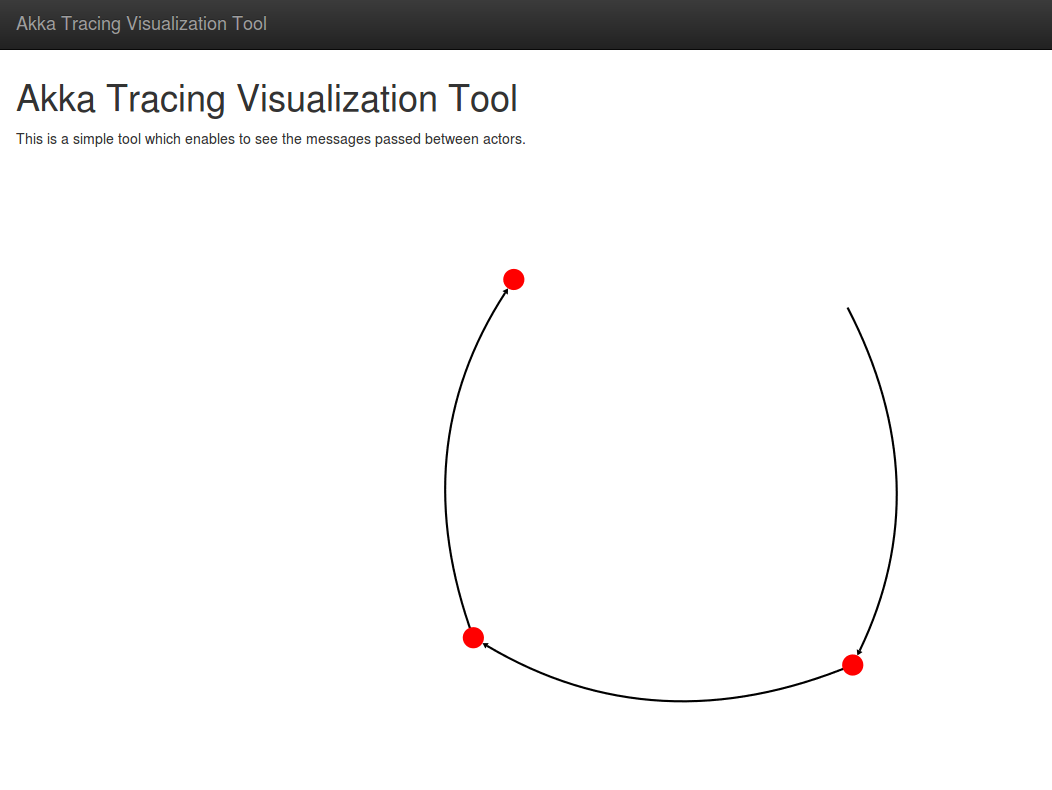 Akka Tracing Visualization Tool
Akka Tracing Visualization Tool
This is a simple tool which enables to see the messages passed between actors.